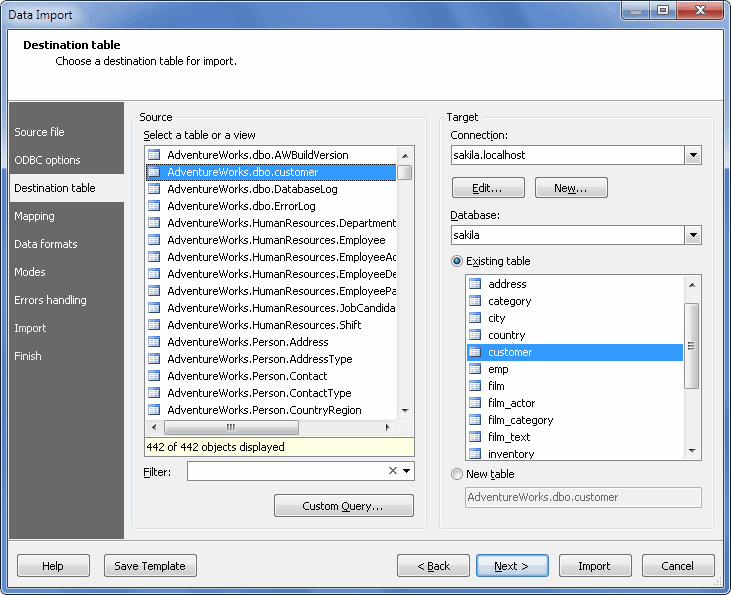 Data Import
Destination table
Choose a destination table for import.
Source file
ODBC options
Destination table
Mapping
Data formats
Modes
Errors handling
Import
Finish
Source
Select a table or a view
AdventureWorks.dbo.AWBuildVersion
AdventureWorks.dbo.customer
AdventureWorks.dbo.DatabaseLog
AdventureWorks.dbo.ErrorLog
AdventureWorks.HumanResources.Department
AdventureWorks.HumanResources.Employee
AdventureWorks.HumanResources.EmployeeAd
AdventureWorks.HumanResources.EmployeeDe
AdventureWorks.HumanResources.EmployeePa
AdventureWorks.HumanResources.JobCandida
AdventureWorks.HumanResources.Shift
AdventureWorks.Person.Address
AdventureWorks.Person.AddressType
AdventureWorks.Person.Contact
AdventureWorks.Person.ContactType
AdventureWorks.Person.CountryRegion
442 of 442 objects displayed
Filter:
Custom Query...
Target
Connection:
sakila.localhost
Edit...
New...
Database:
sakila
Existing table
address
category
city
country
customer
emp
film
film_actor
film_category
film_text
inventory
New table
AdventureWorks.dbo.customer
Help
Save Template
< Back
Next >
Import
Cancel